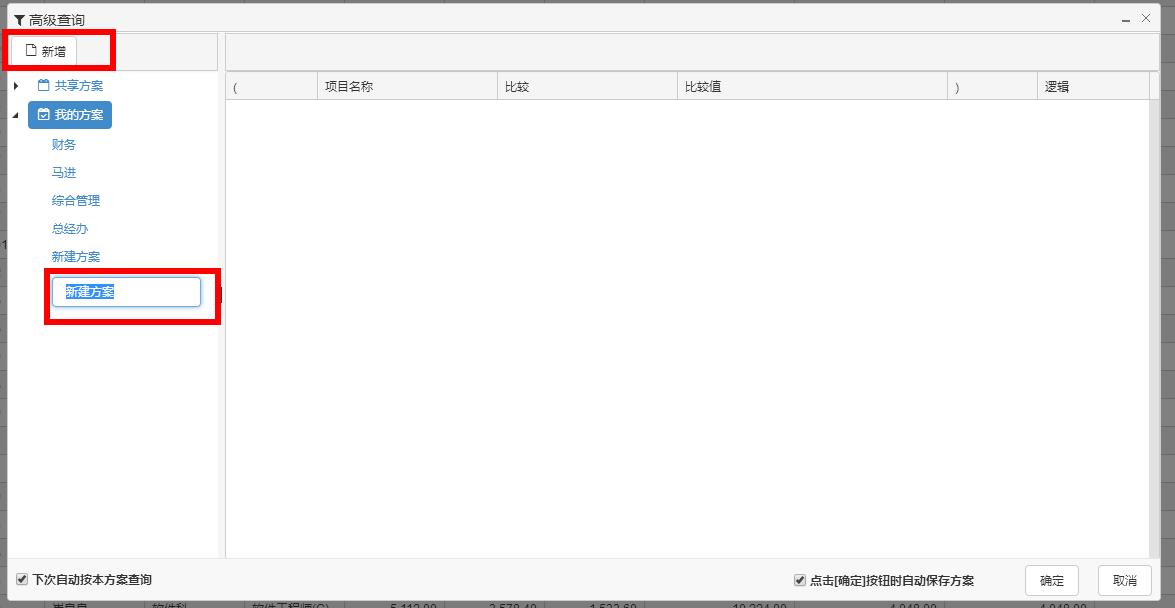 高级查询
新增
共享方案
我的方案
财务
马进
综合管理
总经办
新建方案
新建方案
( 项目名称 比较 比较值 ) 逻辑
下次自动按本方案查询 点击[确定]按钮时自动保存方案 确定 取消